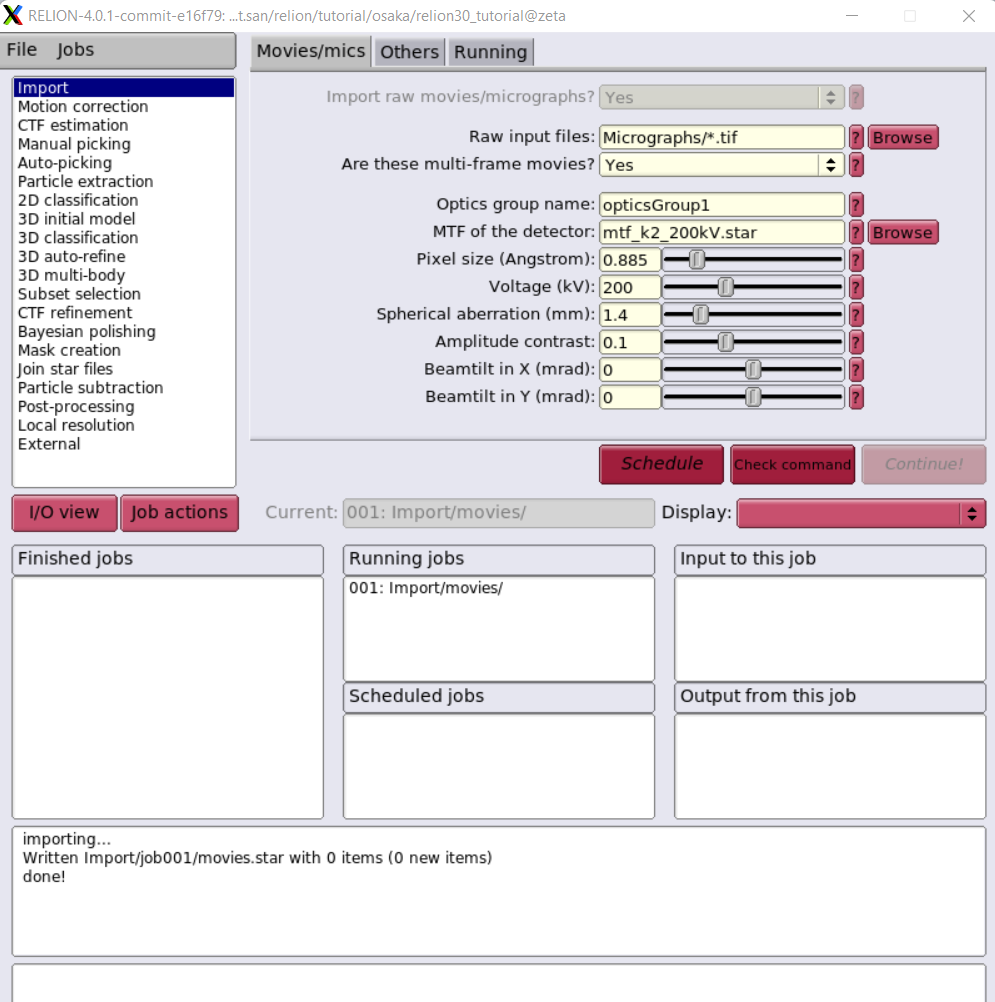 RELION-4.0.1-commit-e16f79: ...t.san/relion/tutorial/osaka/relion30_tutorial@zeta
File Jobs
Import
Motion correction
CTF estimation
Manual picking
Auto-picking
Particle extraction
2D classification
3D initial model
3D classification
3D auto-refine
3D multi-body
Subset selection
CTF refinement
Bayesian polishing
Mask creation
Join star files
Particle subtraction
Post-processing
Local resolution
External
Movies/mics Others Running
Import raw movies/micrographs? Yes ?
Raw input files: Micrographs/*.tif ? Browse
Are these multi-frame movies? Yes ?
Optics group name: opticsGroup1 ?
MTF of the detector: mtf_k2_200kV.star ? Browse
Pixel size (Angstrom): 0.885 ?
Voltage (kV): 200 ?
Spherical aberration (mm): 1.4 ?
Amplitude contrast: 0.1 ?
Beamtilt in X (mrad): 0 ?
Beamtilt in Y (mrad): 0 ?
Schedule Check command Continue!
I/O view Job actions Current: 001: Import/movies/ Display:
Finished jobs
Running jobs
001: Import/movies/
Scheduled jobs
Input to this job
Output from this job
importing...
Written Import/job001/movies.star with 0 items (0 new items)
done!